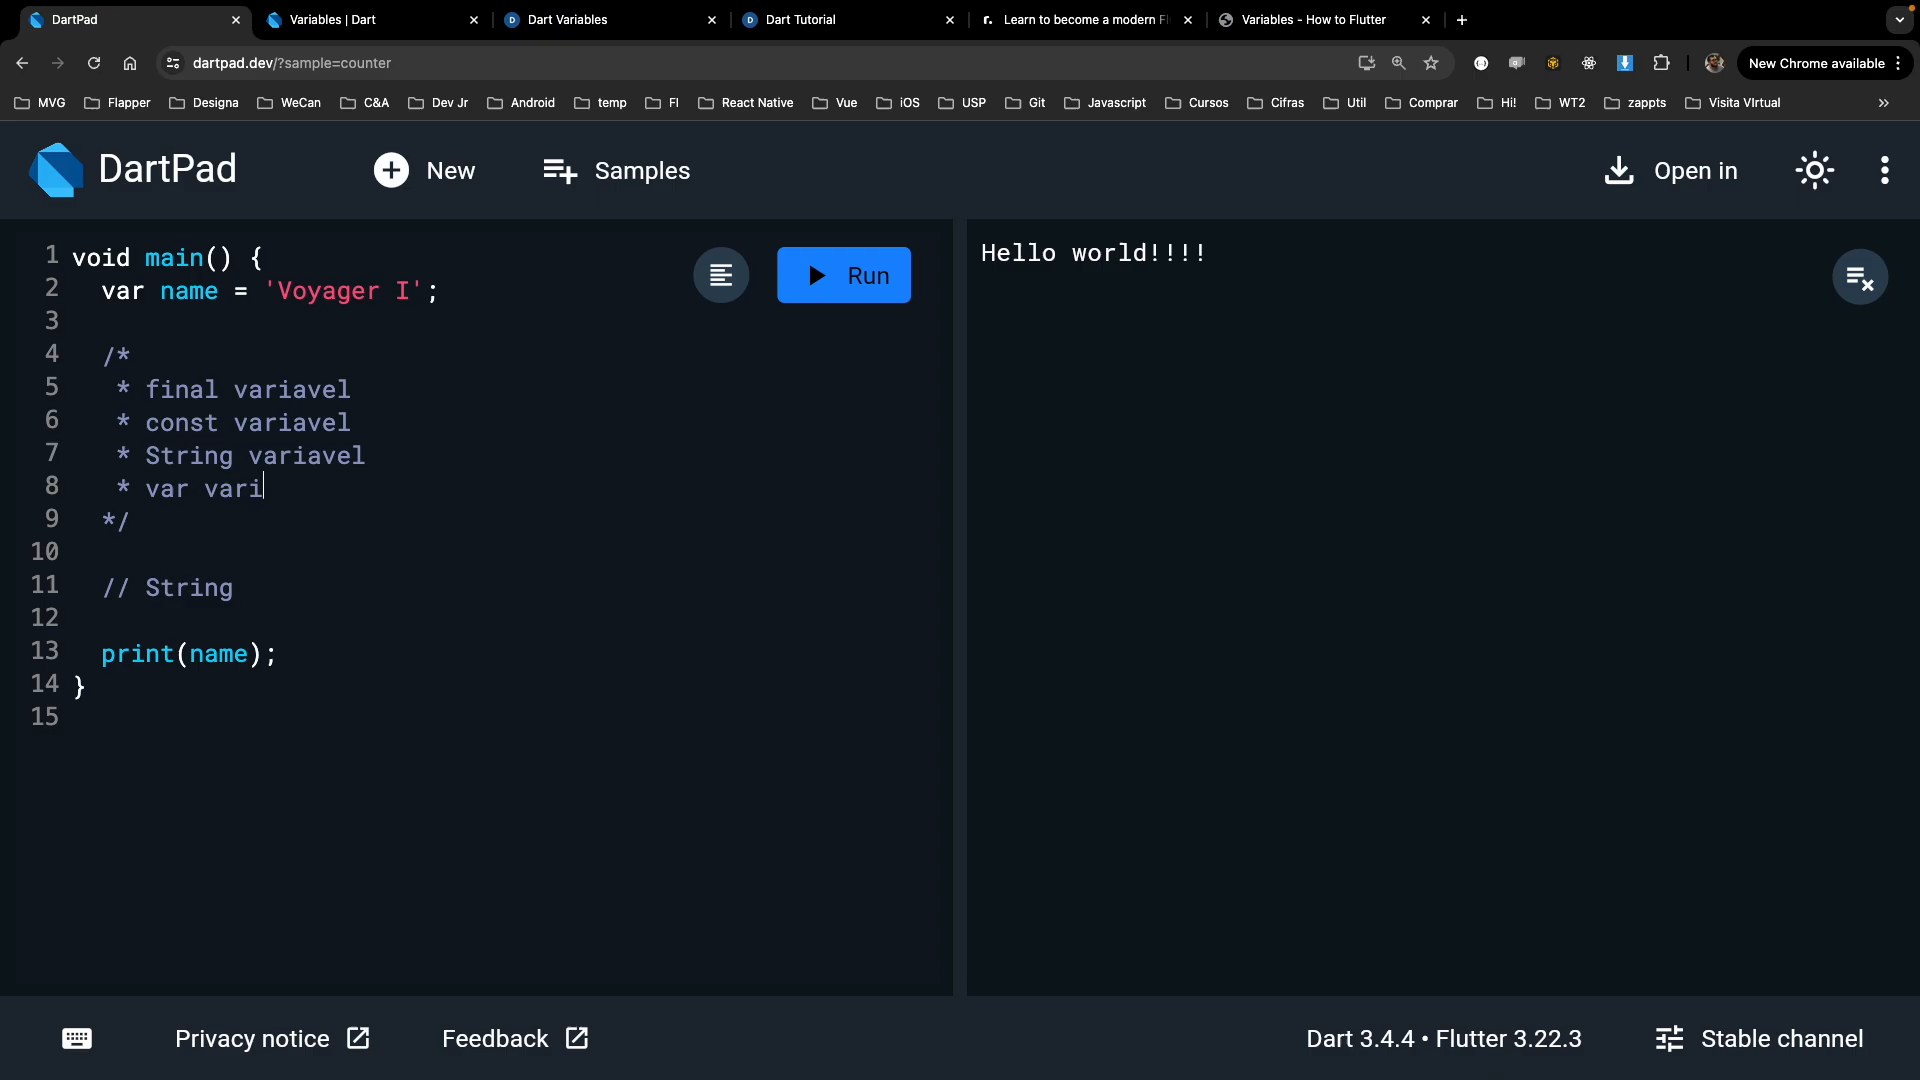 DartPad
Variables | Dart
Dart Variables
Dart Tutorial
Learn to become a modern Fl
Variables - How to Flutter
dartpad.dev/?sample=counter
New Chrome available
MVG
Flapper
Designa
WeCan
C&A
Dev Jr
Android
temp
Fl
React Native
Vue
iOS
USP
Git
Javascript
Cursos
Cifras
Util
Comprar
Hi!
WT2
zappts
Visita VIrtual
DartPad
New
Samples
Open in
1 void main() {
2 var name = 'Voyager I';
3
4 /*
5 * final variavel
6 * const variavel
7 * String variavel
8 * var vari
9 */
10
11 // String
12
13 print(name);
14 }
15
Run
Hello world!!!!
Privacy notice
Feedback
Dart 3.4.4 • Flutter 3.22.3
Stable channel